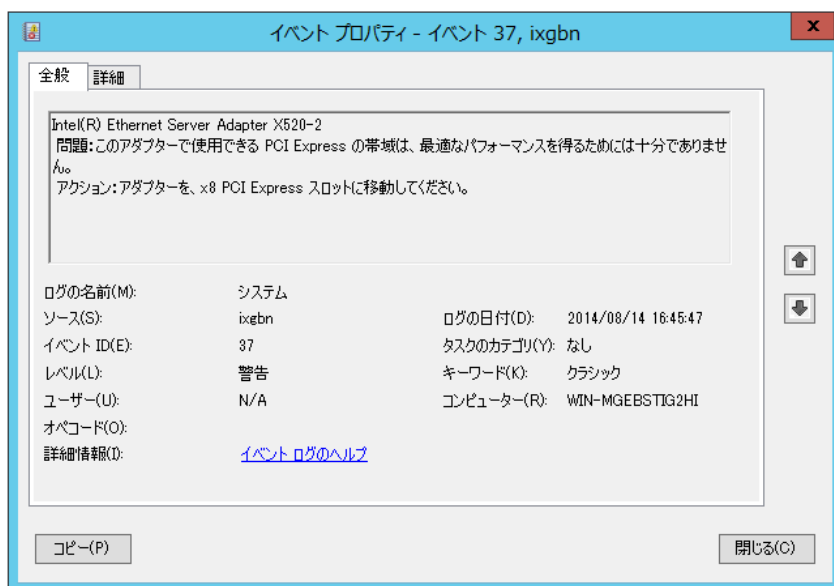 イベント プロパティ - イベント 37, ixgbn
x
全般
詳細
Intel(R) Ethernet Server Adapter X520-2
問題:このアダプターで使用できる PCI Express の帯域は、最適なパフォーマンスを得るためには十分でありませ
ん。
アクション:アダプターを、x8 PCI Express スロットに移動してください。
ログの名前(M): システム
ソース(S): ixgbn ログの日付(D): 2014/08/14 16:45:47
イベント ID(E): 37 タスクのカテゴリ(Y): なし
レベル(L): 警告 キーワード(K): クラシック
ユーザー(U): N/A コンピューター(R): WIN-MGEBSTIG2HI
オペコード(O):
詳細情報(I): イベント ログのヘルプ
コピー(P) 閉じる(C)